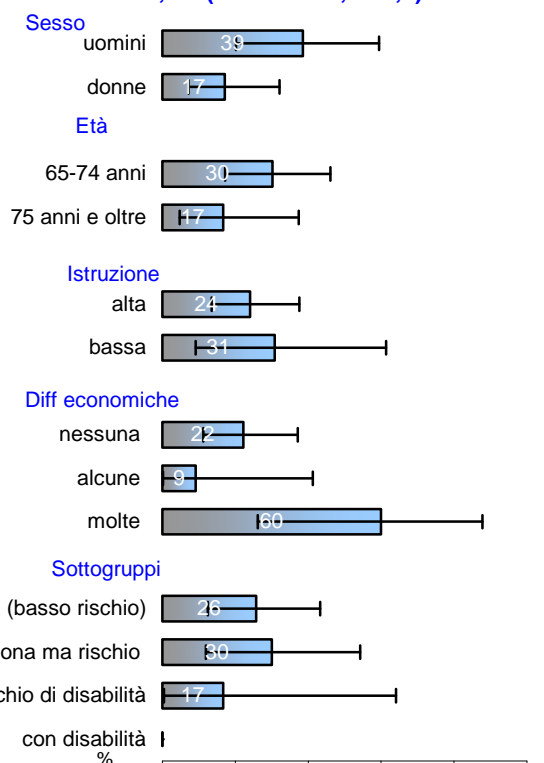 Sesso
uomini 39
donne 17
Età
65-74 anni 30
75 anni e oltre 17
Istruzione
alta 24
bassa 31
Diff economiche
nessuna 22
alcune 9
molte 60
Sottogruppi
(basso rischio) 26
ma rischio 30
di disabilità 17
con disabilità
%